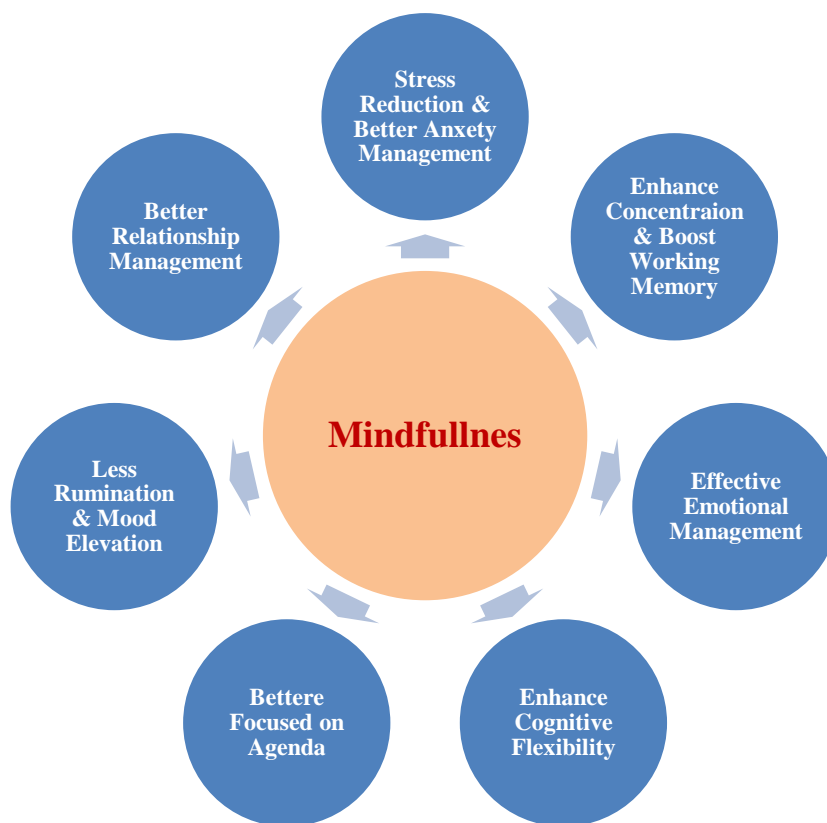 Stress
Reduction &
Better Anxety
Management
Enhance
Concentraion
& Boost
Working
Memory
Effective
Emotional
Management
Enhance
Cognitive
Flexibility
Bettere
Focused on
Agenda
Less
Rumination
& Mood
Elevation
Better
Relationship
Management
Mindfullnes